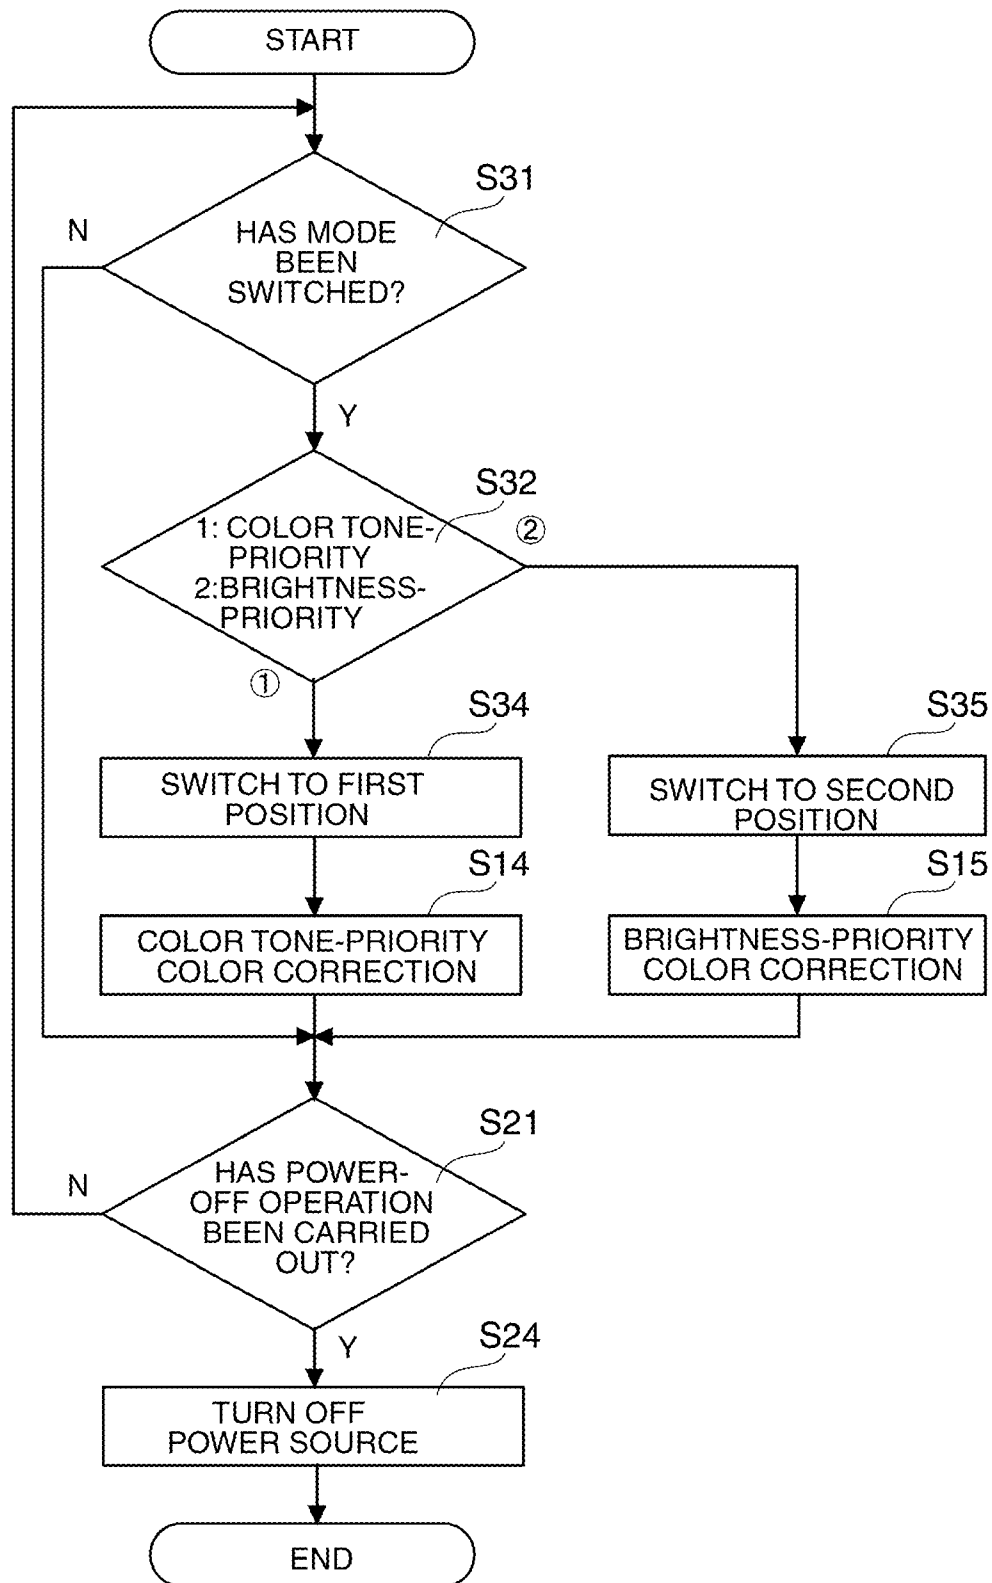 START
S31
N
HAS MODE
BEEN
SWITCHED?
Y
S32
②
1: COLOR TONE-
PRIORITY
2:BRIGHTNESS-
PRIORITY
①
S34
S35
SWITCH TO FIRST
POSITION
SWITCH TO SECOND
POSITION
S14
S15
COLOR TONE-PRIORITY
COLOR CORRECTION
BRIGHTNESS-PRIORITY
COLOR CORRECTION
S21
N
HAS POWER-
OFF OPERATION
BEEN CARRIED
OUT?
Y
S24
TURN OFF
POWER SOURCE
END